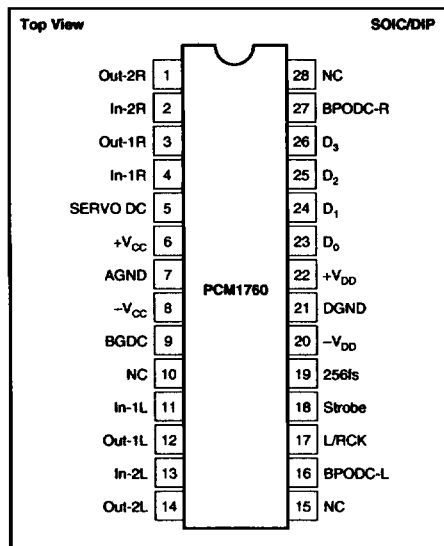 Top View SOIC/DIP
Out-2R 1 28 NC
In-2R 2 27 BPODC-R
Out-1R 3 26 D3
In-1R 4 25 D2
SERVO DC 5 24 D1
+VCC 6 23 D0
AGND 7 22 +VDD
PCM1760
–VCC 8 21 DGND
BGDC 9 20 –VDD
NC 10 19 256fs
In-1L 11 18 Strobe
Out-1L 12 17 L/RCK
In-2L 13 16 BPODC-L
Out-2L 14 15 NC